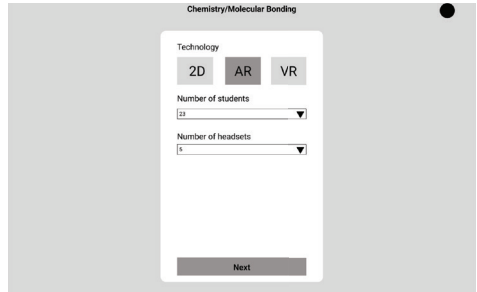 Chemistry/Molecular Bonding
Technology
2D AR VR
Number of students
23
Number of headsets
5
Next